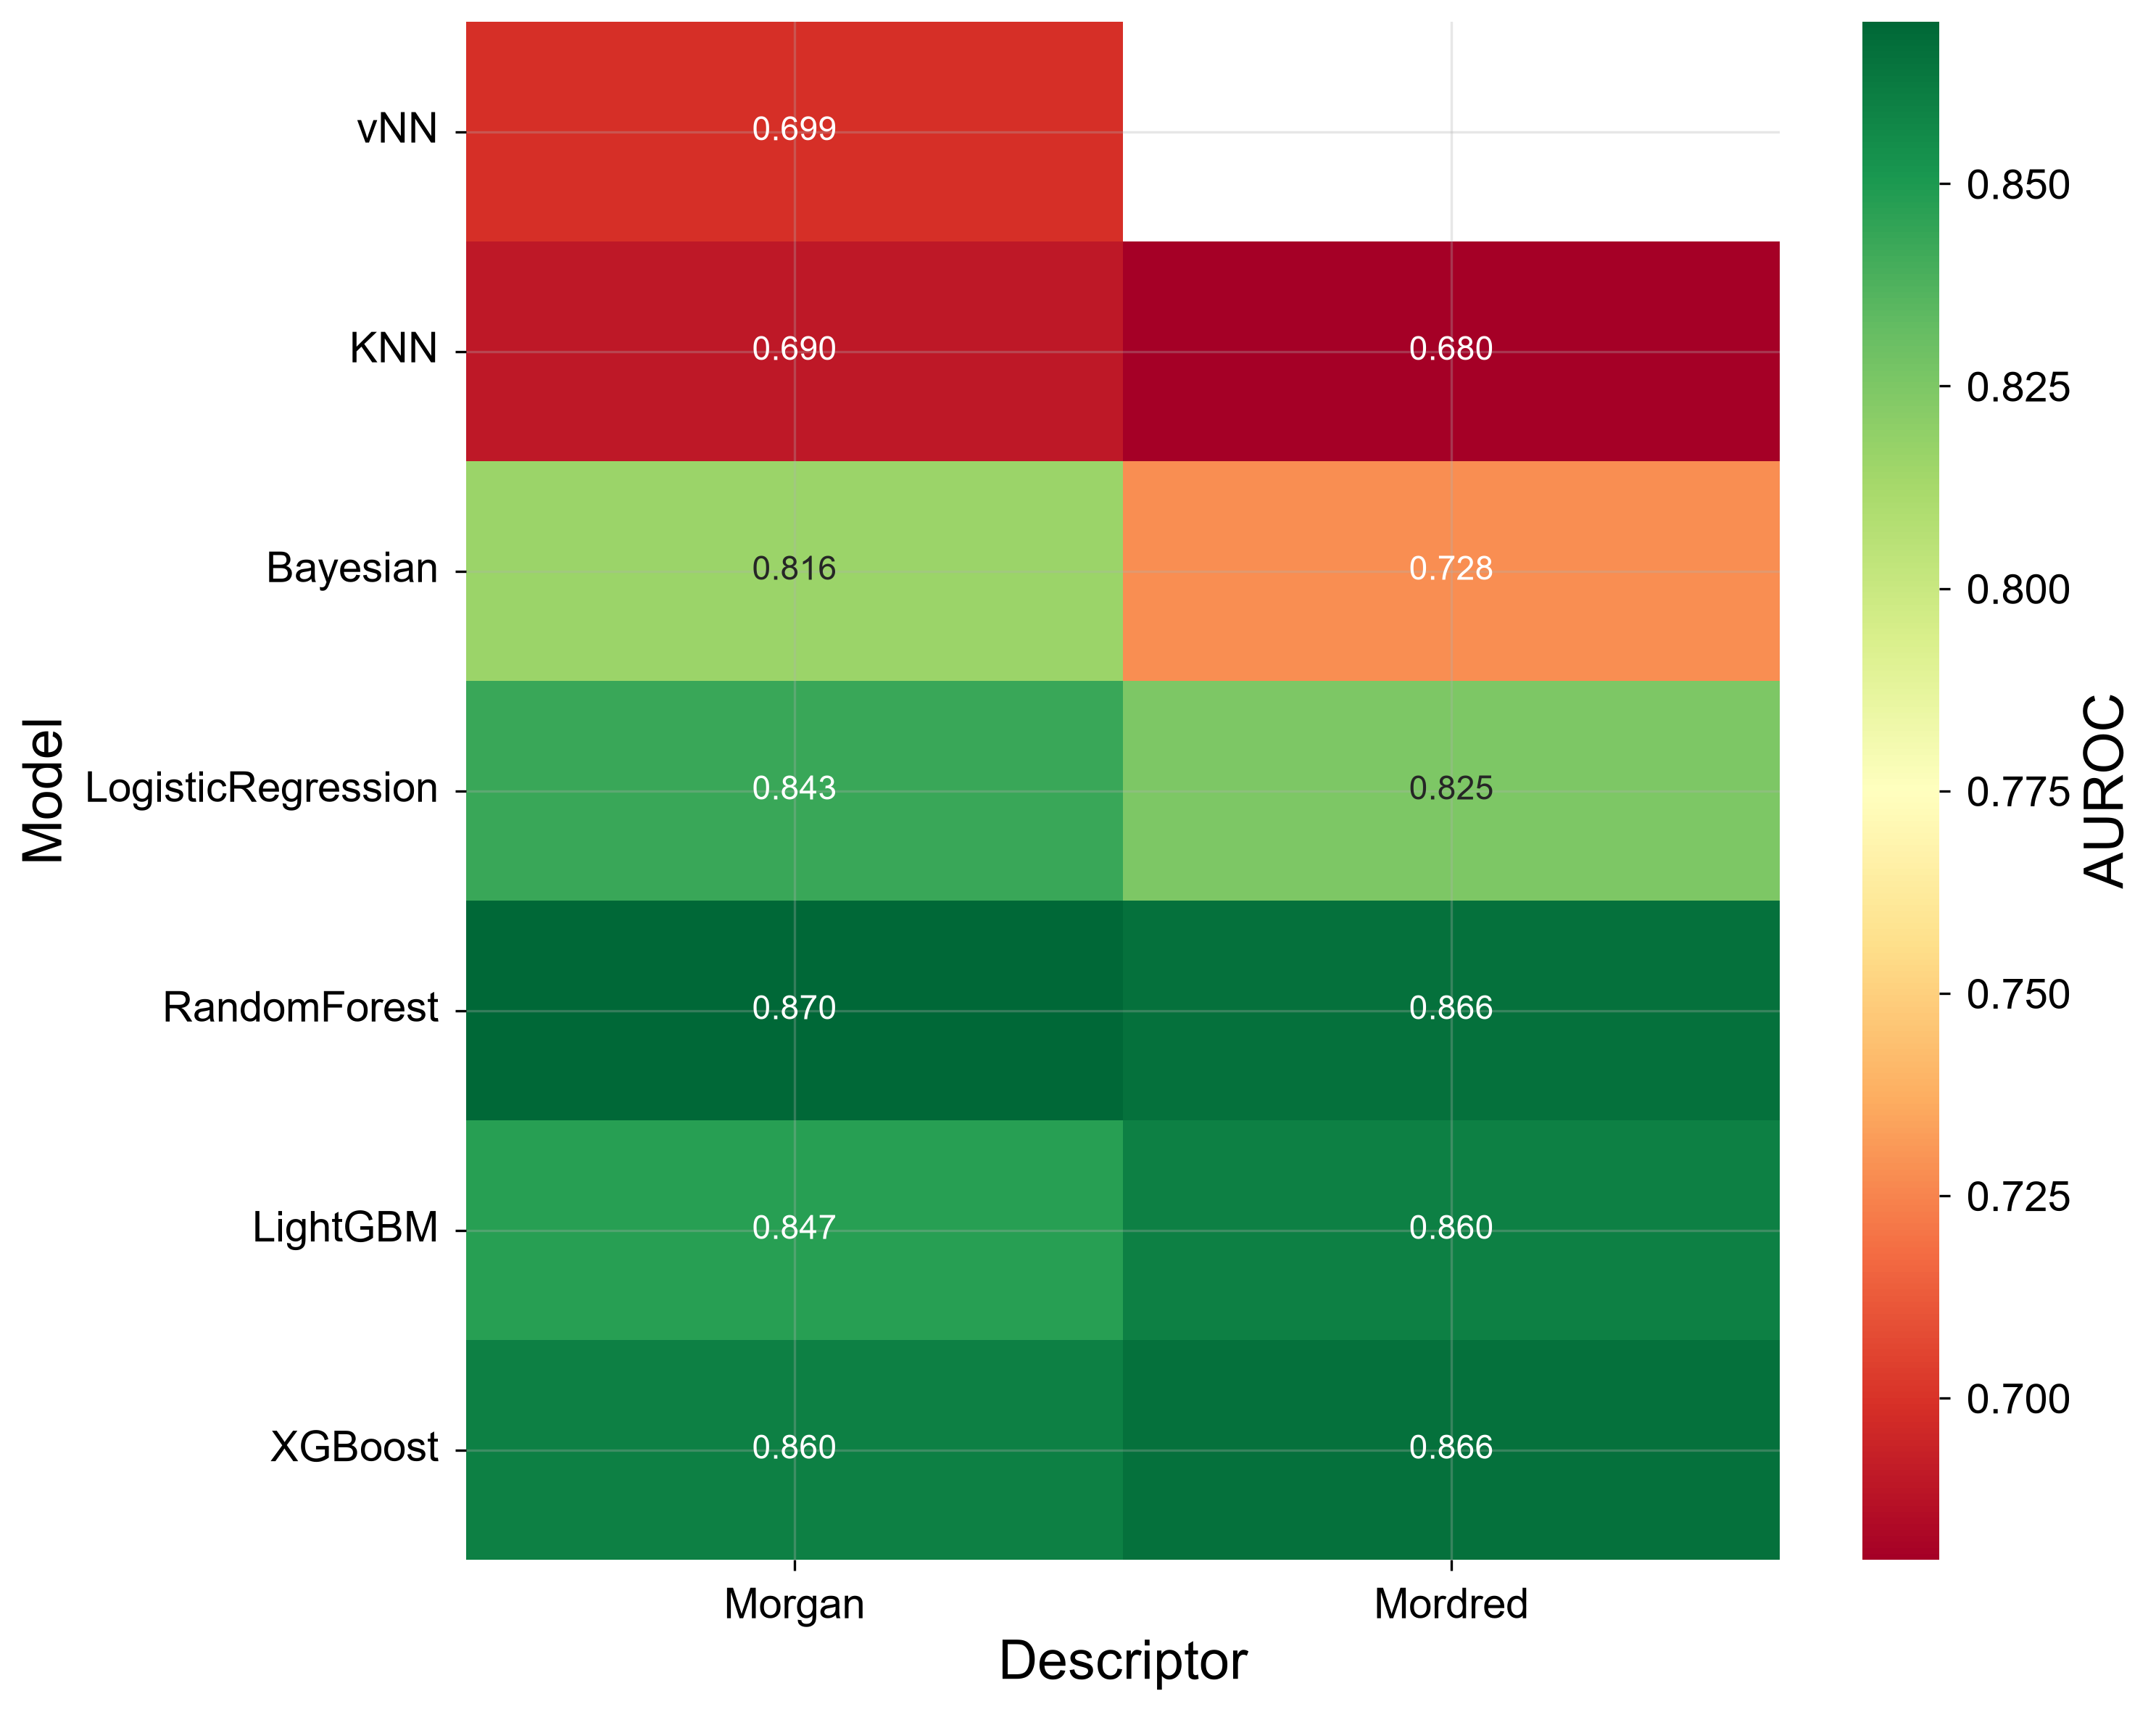 vNN
0.699
KNN
0.690
0.680
Bayesian
0.816
0.728
LogisticRegression
0.843
0.825
RandomForest
0.870
0.866
LightGBM
0.847
0.860
XGBoost
0.860
0.866
Model
Morgan
Mordred
Descriptor
0.850
0.825
0.800
0.775
0.750
0.725
0.700
AUROC